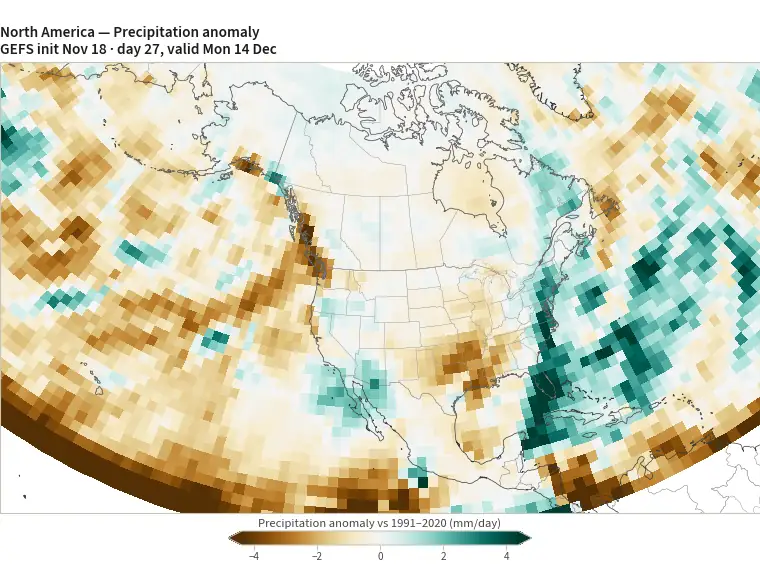 North America — Precipitation anomaly
GEFS init Nov 18 · day 27, valid Mon 14 Dec
Precipitation anomaly vs 1991–2020 (mm/day)
−4 −2 0 2 4